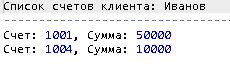 Список счетов клиента: Иванов
--------------------------------
Счет: 1001, Сумма: 50000
Счет: 1004, Сумма: 10000